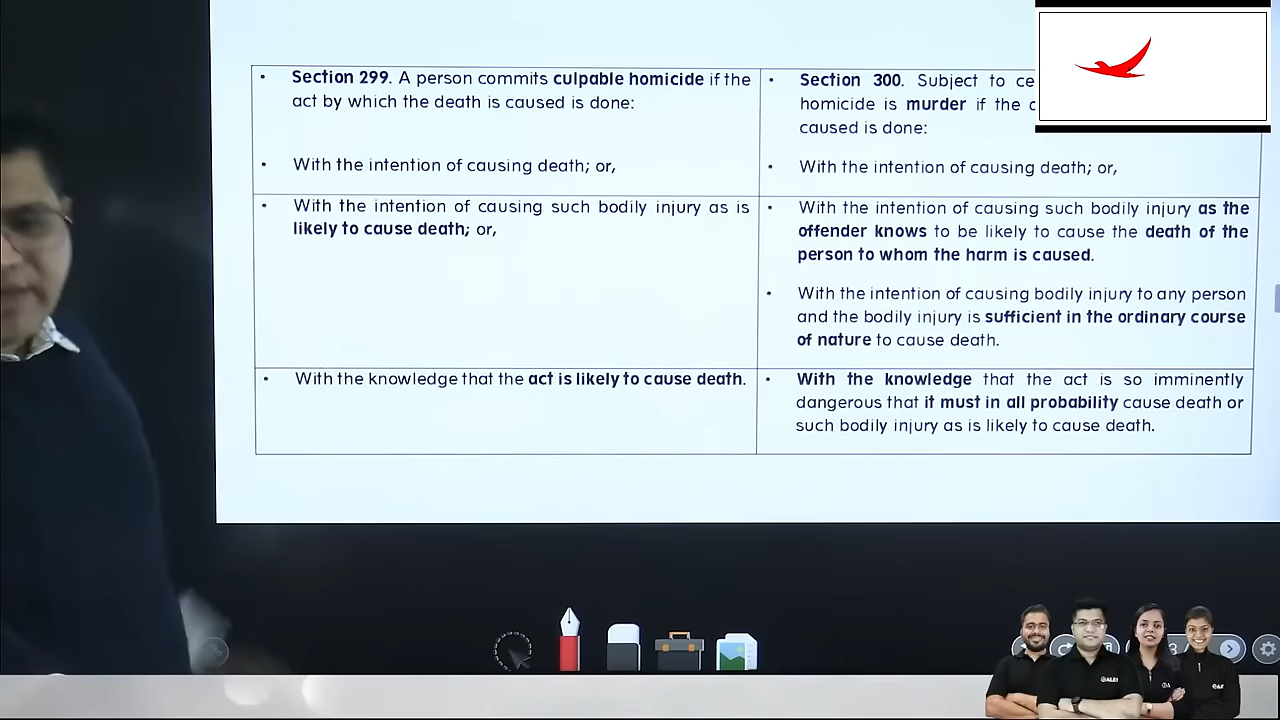 Section 299. A person commits culpable homicide if the
act by which the death is caused is done:
With the intention of causing death; or,
Section 300. Subject to
homicide is murder if the
caused is done:
With the intention of causing death; or,
With the intention of causing such bodily injury as is
likely to cause death; or,
With the intention of causing such bodily injury as the
offender knows to be likely to cause the death of the
person to whom the harm is caused.
With the intention of causing bodily injury to any person
and the bodily injury is sufficient in the ordinary course
of nature to cause death.
With the knowledge that the act is likely to cause death.
With the knowledge that the act is so imminently
dangerous that it must in all probability cause death or
such bodily injury as is likely to cause death.